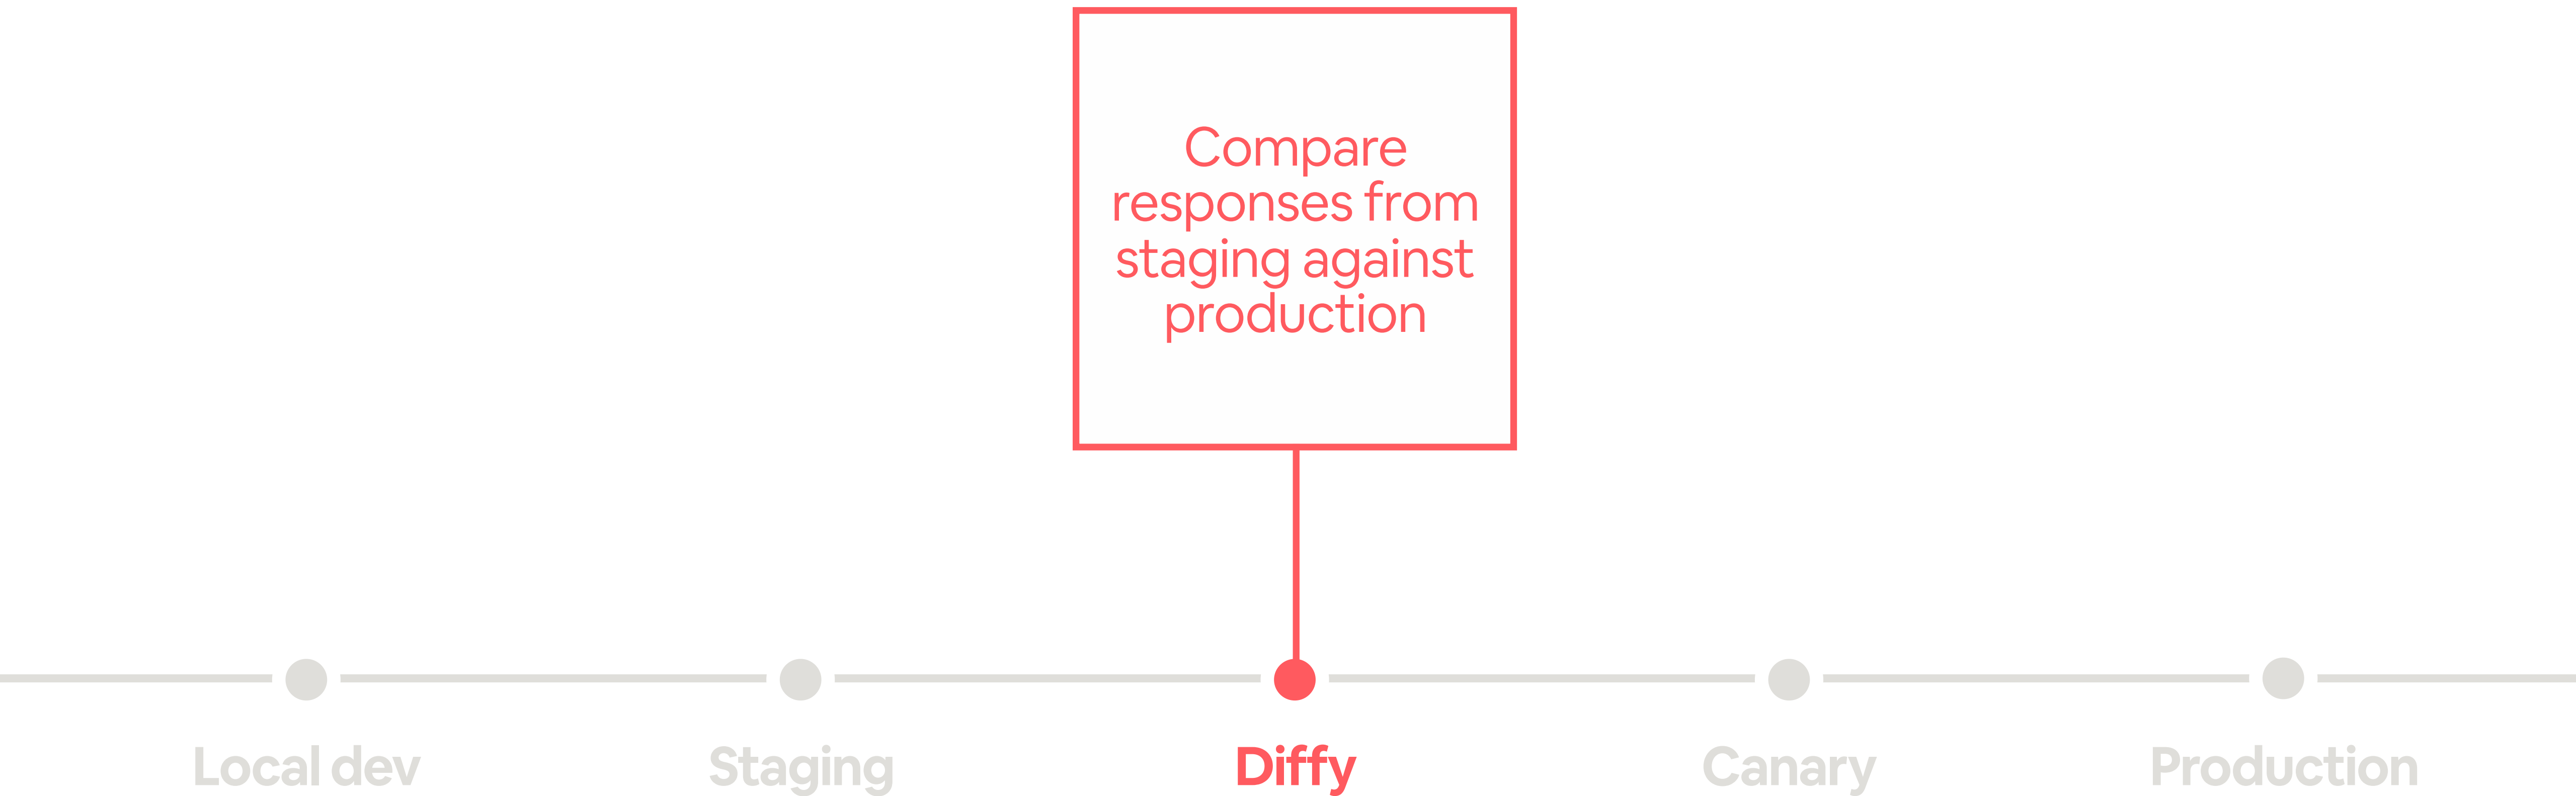 Compare
responses from
staging against
production
Local dev
Staging
Diffy
Canary
Production